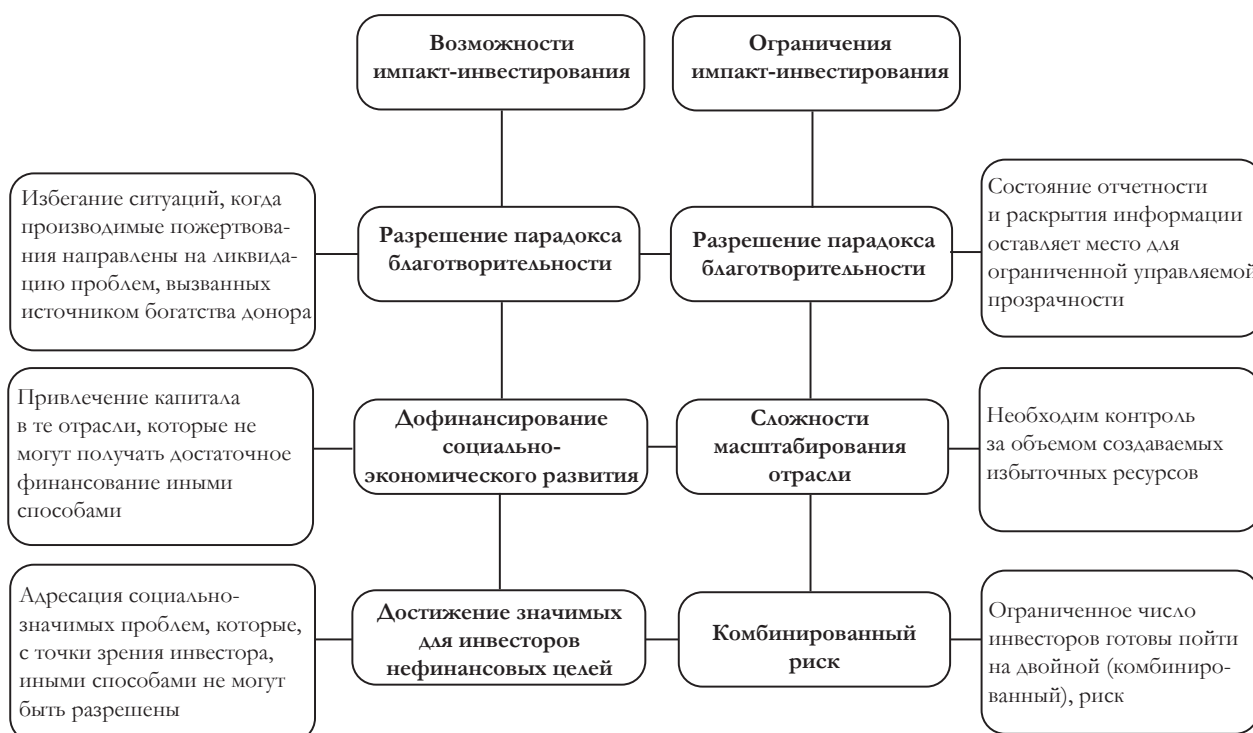 Возможности
импакт-инвестирования
Ограничения
импакт-инвестирования
Избегание ситуаций, когда
производимые пожертвова-
ния направлены на ликвида-
цию проблем, вызванных
источником богатства донора
Разрешение парадокса
благотворительности
Разрешение парадокса
благотворительности
Состояние отчетности
и раскрытия информации
оставляет место для
ограниченной управляемой
прозрачности
Привлечение капитала
в те отрасли, которые не
могут получать достаточное
финансование иными
способами
Дофинансирование
социально-
экономического развития
Сложности
масштабирования
отрасли
Необходим контроль
за объемом создаваемых
избыточных ресурсов
Адресация социально-
значимых проблем, которые,
с точки зрения инвестора,
иными способами не могут
быть разрешены
Достижение значимых
для инвесторов
нефинансовых целей
Комбинированный
риск
Ограниченное число
инвесторов готовы пойти
на двойной (комбиниро-
ванный), риск